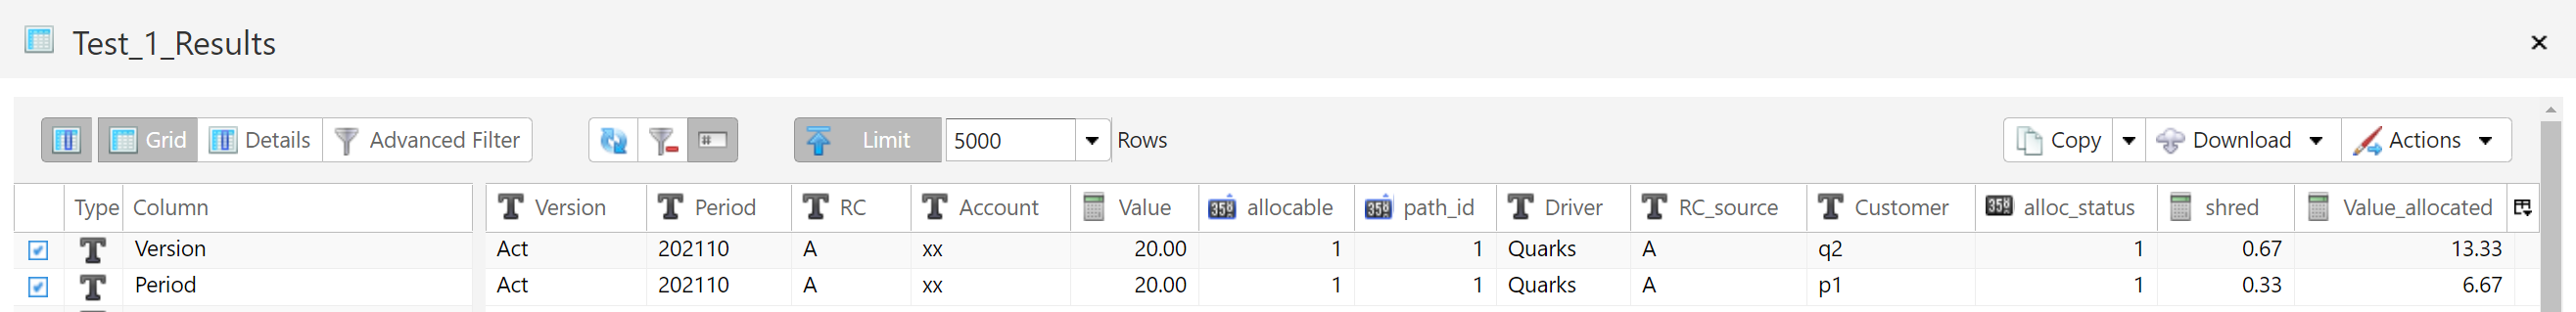 Test_1_Results
Grid Details Advanced Filter # Limit 5000 Rows Copy Download Actions
Type Column Version Period RC Account Value allocable path_id Driver RC_source Customer alloc_status shred Value_allocated
Version Act 202110 A xx 20.00 1 1 Quarks A q2 1 0.67 13.33
Period Act 202110 A xx 20.00 1 1 Quarks A p1 1 0.33 6.67